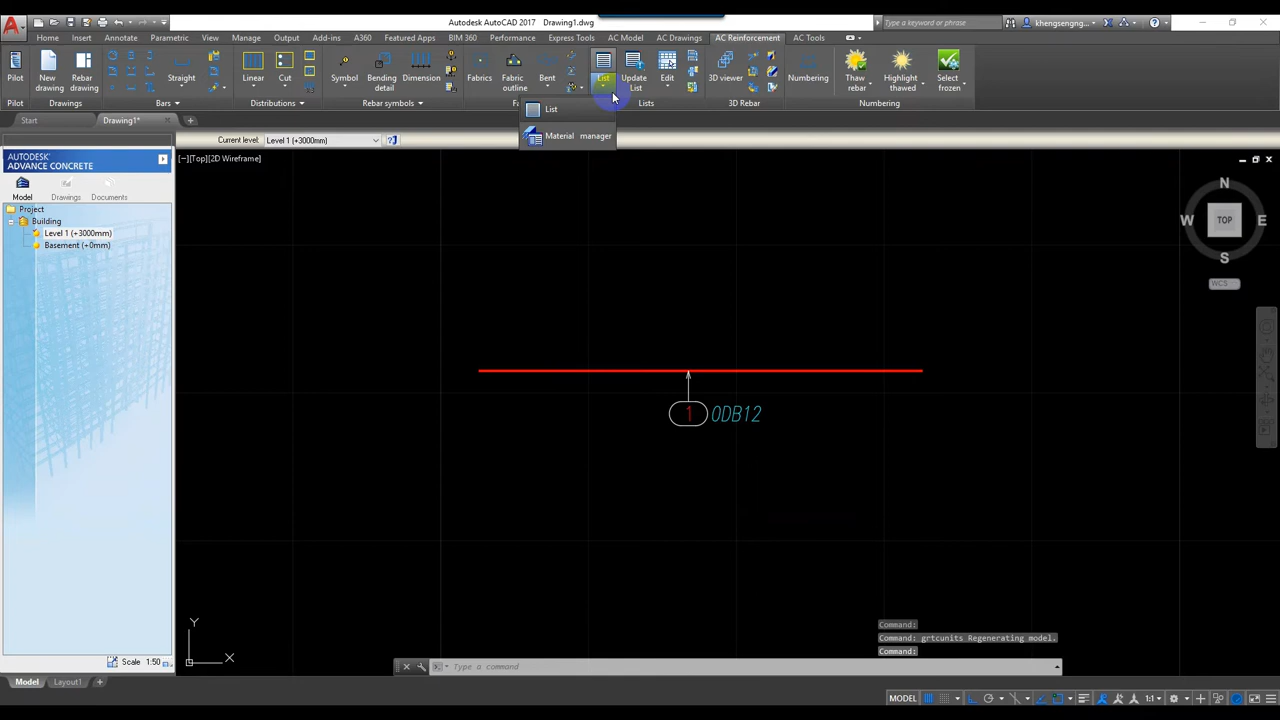 Autodesk AutoCAD 2017 Drawing1.dwg
Type a keyword or phrase
khengsengng...
Home Insert Annotate Parametric View Manage Output Add-ins A360 Featured Apps BIM 360 Performance Express Tools AC Model AC Drawings AC Reinforcement AC Tools
Pilot New drawing Rebar drawing Straight Linear Cut Symbol Bending detail Dimension Fabrics Fabric outline Bent List Update List Edit 3D viewer Numbering Thaw rebar Highlight thawed Select frozen
Pilot Drawings Bars Distributions Rebar symbols Fa Lists 3D Rebar Numbering
List
Material manager
Start Drawing1*
Current level: Level 1 (+3000mm)
AUTODESK
ADVANCE CONCRETE
[−][Top][2D Wireframe]
Model Drawings Documents
Project
Building
Level 1 (+3000mm)
Basement (+0mm)
N
W TOP E
S
WCS
1 0DB12
Y
X
Command:
Command: grtcunits Regenerating model.
Command:
Scale 1:50
Type a command
Model Layout1
MODEL 1:1